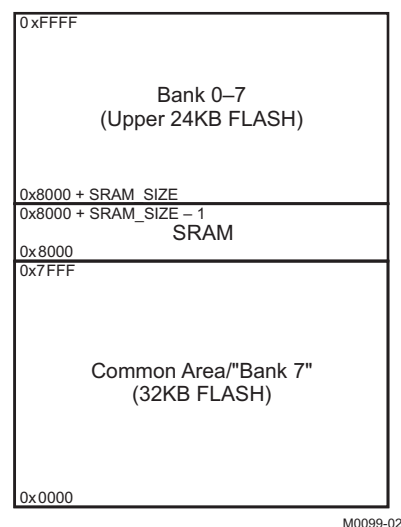 0xFFFF
Bank 0–7
(Upper 24KB FLASH)
0x8000 + SRAM_SIZE
0x8000 + SRAM_SIZE – 1
SRAM
0x8000
0x7FFF
Common Area/"Bank 7"
(32KB FLASH)
0x0000
M0099-02